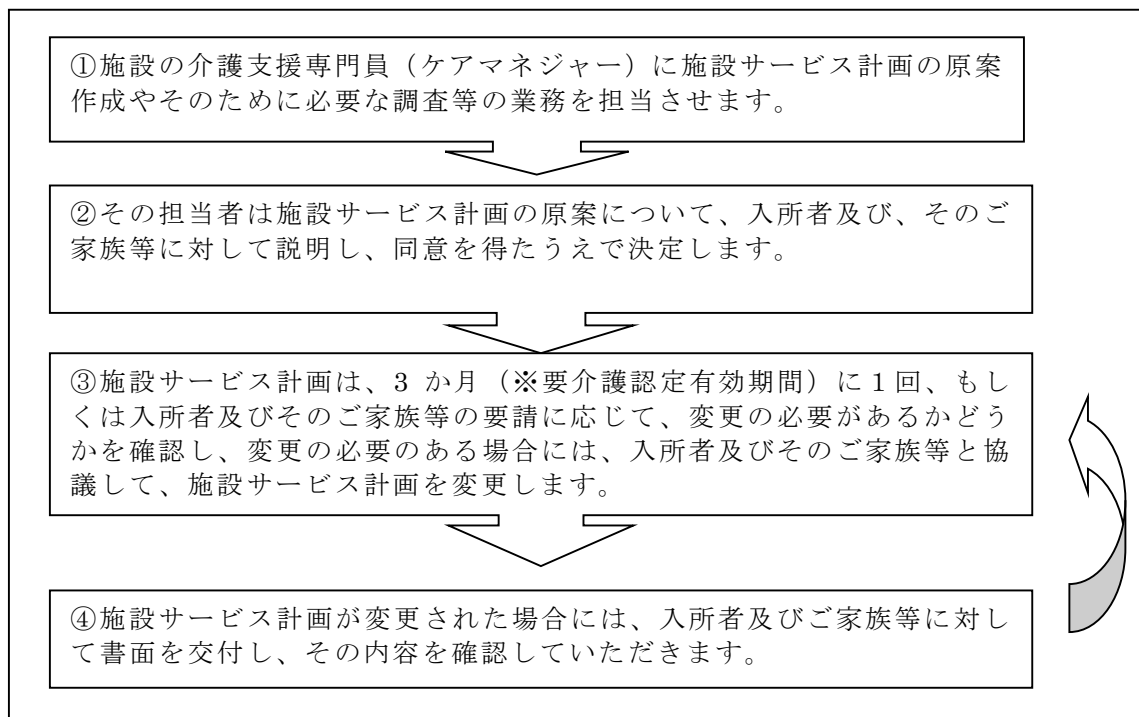 ①施設の介護支援専門員（ケアマネジャー）に施設サービス計画の原案
作成やそのために必要な調査等の業務を担当させます。
②その担当者は施設サービス計画の原案について、入所者及び、そのご
家族等に対して説明し、同意を得たうえで決定します。
③施設サービス計画は、3 か月（※要介護認定有効期間）に１回、もし
くは入所者及びそのご家族等の要請に応じて、変更の必要があるかどう
かを確認し、変更の必要のある場合には、入所者及びそのご家族等と協
議して、施設サービス計画を変更します。
④施設サービス計画が変更された場合には、入所者及びご家族等に対し
て書面を交付し、その内容を確認していただきます。